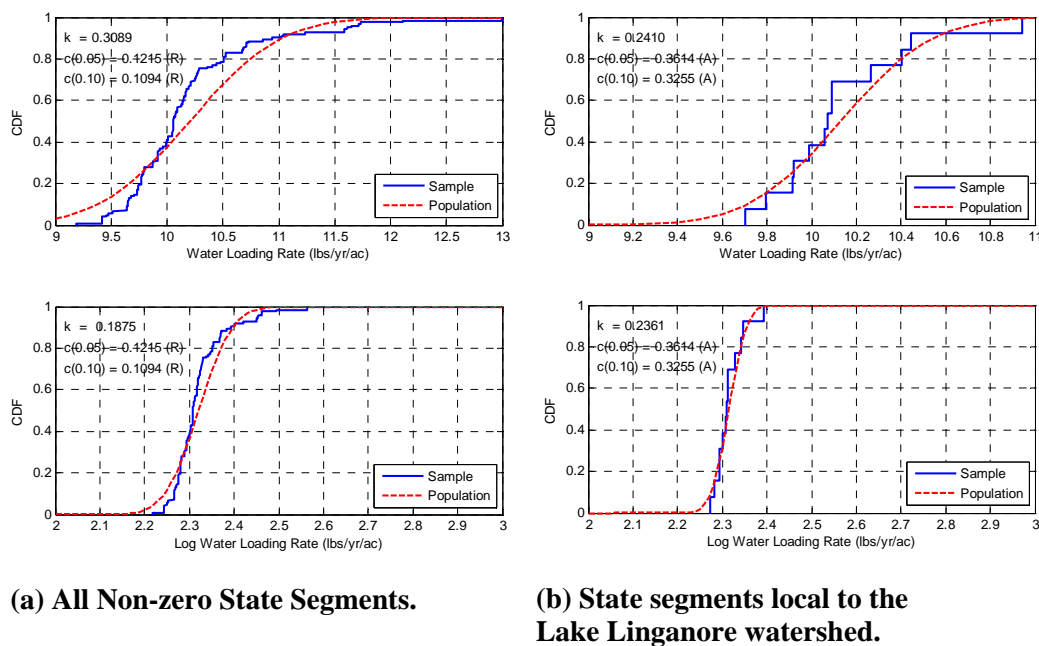 1
0.8
0.6
0.4
0.2
0
CDF
k = 0.3089
c(0.05) = 0.1215 (R)
c(0.10) = 0.1094 (R)
Sample
Population
9 9.5 10 10.5 11 11.5 12 12.5 13
Water Loading Rate (lbs/yr/ac)
1
0.8
0.6
0.4
0.2
0
CDF
k = 0.2410
c(0.05) = 0.3614 (A)
c(0.10) = 0.3255 (A)
Sample
Population
9 9.2 9.4 9.6 9.8 10 10.2 10.4 10.6 10.8 11
Water Loading Rate (lbs/yr/ac)
1
0.8
0.6
0.4
0.2
0
CDF
k = 0.1875
c(0.05) = 0.1215 (R)
c(0.10) = 0.1094 (R)
Sample
Population
2 2.1 2.2 2.3 2.4 2.5 2.6 2.7 2.8 2.9 3
Log Water Loading Rate (lbs/yr/ac)
1
0.8
0.6
0.4
0.2
0
CDF
k = 0.2361
c(0.05) = 0.3614 (A)
c(0.10) = 0.3255 (A)
Sample
Population
2 2.1 2.2 2.3 2.4 2.5 2.6 2.7 2.8 2.9 3
Log Water Loading Rate (lbs/yr/ac)
(a) All Non-zero State Segments.
(b) State segments local to the
Lake Linganore watershed.